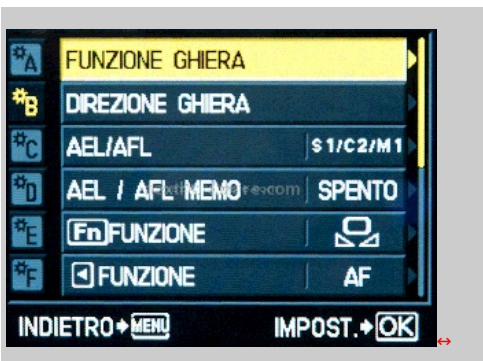 A FUNZIONE GHIERA
B DIREZIONE GHIERA
C AEL/AFL S1/C2/M1
D AEL / AFL MEMO SPENTO
E Fn FUNZIONE
F FUNZIONE AF
INDIETRO MENU IMPOST. OK